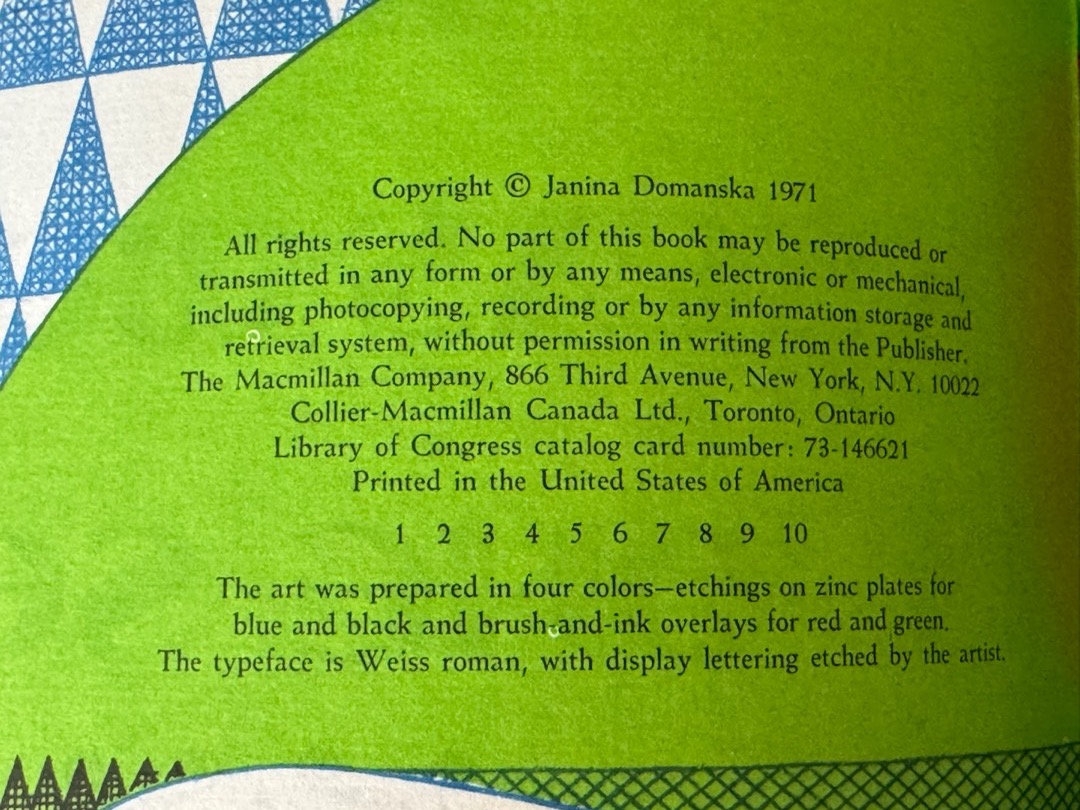 Copyright © Janina Domanska 1971
All rights reserved. No part of this book may be reproduced or
transmitted in any form or by any means, electronic or mechanical,
including photocopying, recording or by any information storage and
retrieval system, without permission in writing from the Publisher.
The Macmillan Company, 866 Third Avenue, New York, N.Y. 10022
Collier-Macmillan Canada Ltd., Toronto, Ontario
Library of Congress catalog card number: 73-146621
Printed in the United States of America
1 2 3 4 5 6 7 8 9 10
The art was prepared in four colors—etchings on zinc plates for
blue and black and brush-and-ink overlays for red and green.
The typeface is Weiss roman, with display lettering etched by the artist.